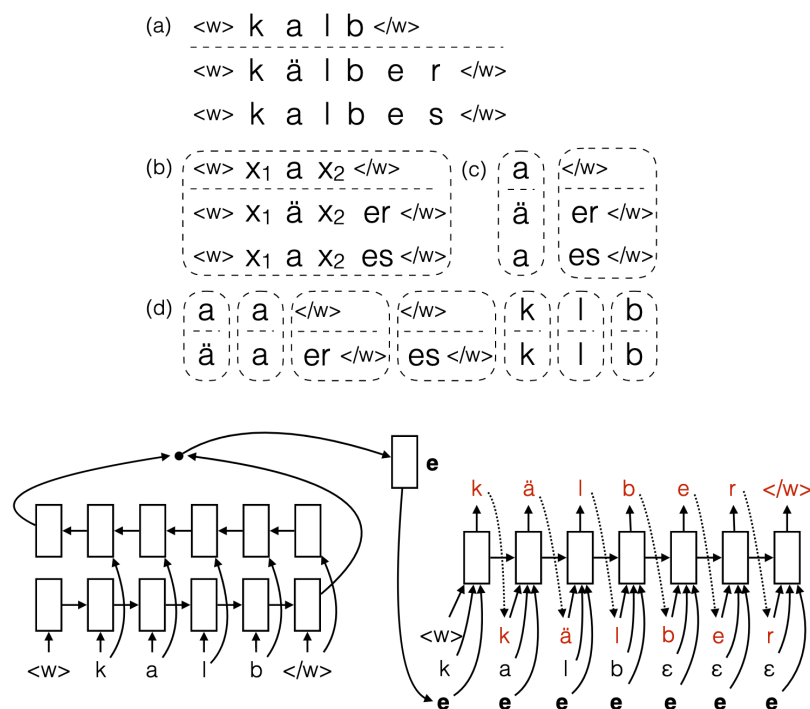 (a) <w> k a l b </w>
<w> k ä l b e r </w>
<w> k a l b e s </w>
(b) <w> x₁ a x₂ </w> (c) a </w>
<w> x₁ ä x₂ er </w> ä er </w>
<w> x₁ a x₂ es </w> a es </w>
(d) a a </w> </w> k l b
ä a er </w> es </w> k l b
e
k ä l b e r </w>
<w> k ä l b e r
<w> k a l b </w>
k a l b ε ε ε
e e e e e e e